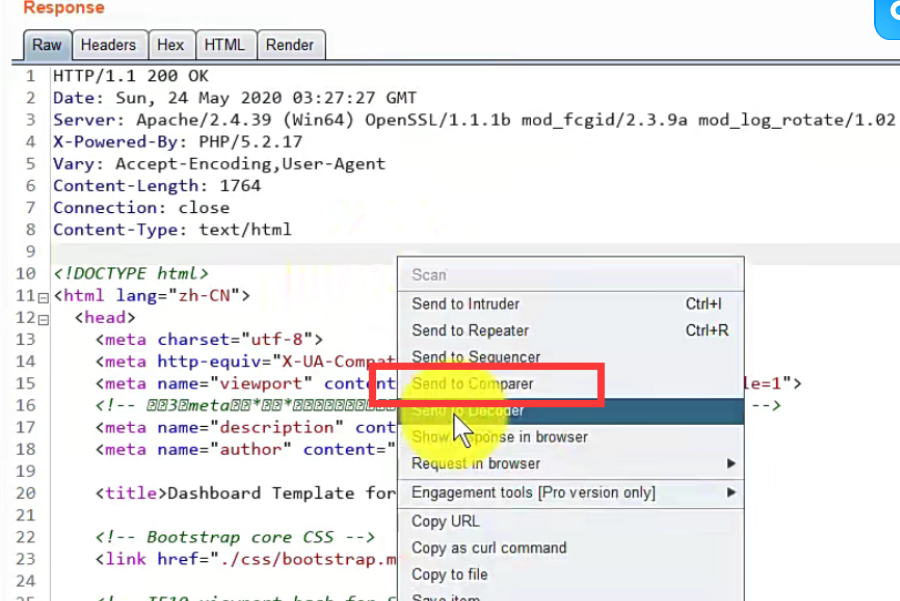 Response
Raw Headers Hex HTML Render
1 HTTP/1.1 200 OK
2 Date: Sun, 24 May 2020 03:27:27 GMT
3 Server: Apache/2.4.39 (Win64) OpenSSL/1.1.1b mod_fcgid/2.3.9a mod_log_rotate/1.02
4 X-Powered-By: PHP/5.2.17
5 Vary: Accept-Encoding,User-Agent
6 Content-Length: 1764
7 Connection: close
8 Content-Type: text/html
9
10 <!DOCTYPE html>
11 <html lang="zh-CN">
12 <head>
13 <meta charset="utf-8">
14 <meta http-equiv="X-UA-Compat
15 <meta name="viewport" conten le=1">
16 <!-- 3 meta * * -->
17 <meta name="description" cont
18 <meta name="author" content="
19
20 <title>Dashboard Template for
21
22 <!-- Bootstrap core CSS -->
23 <link href="./css/bootstrap.m
24
Scan
Send to Intruder Ctrl+I
Send to Repeater Ctrl+R
Send to Sequencer
Send to Comparer
Send to Decoder
Show response in browser
Request in browser
Engagement tools [Pro version only]
Copy URL
Copy as curl command
Copy to file
Save item